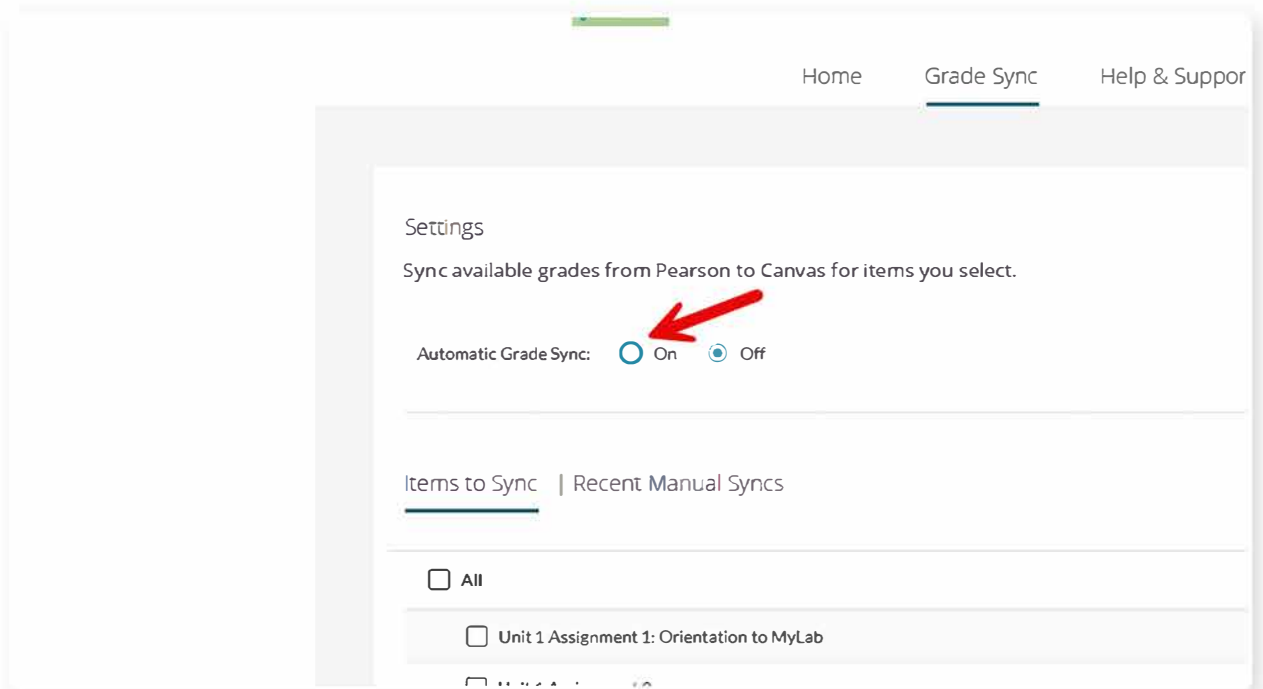 Home Grade Sync Help & Suppor
Settings
Sync available grades from Pearson to Canvas for items you select.
Automatic Grade Sync: On Off
Items to Sync | Recent Manual Syncs
All
Unit 1 Assignment 1: Orientation to MyLab